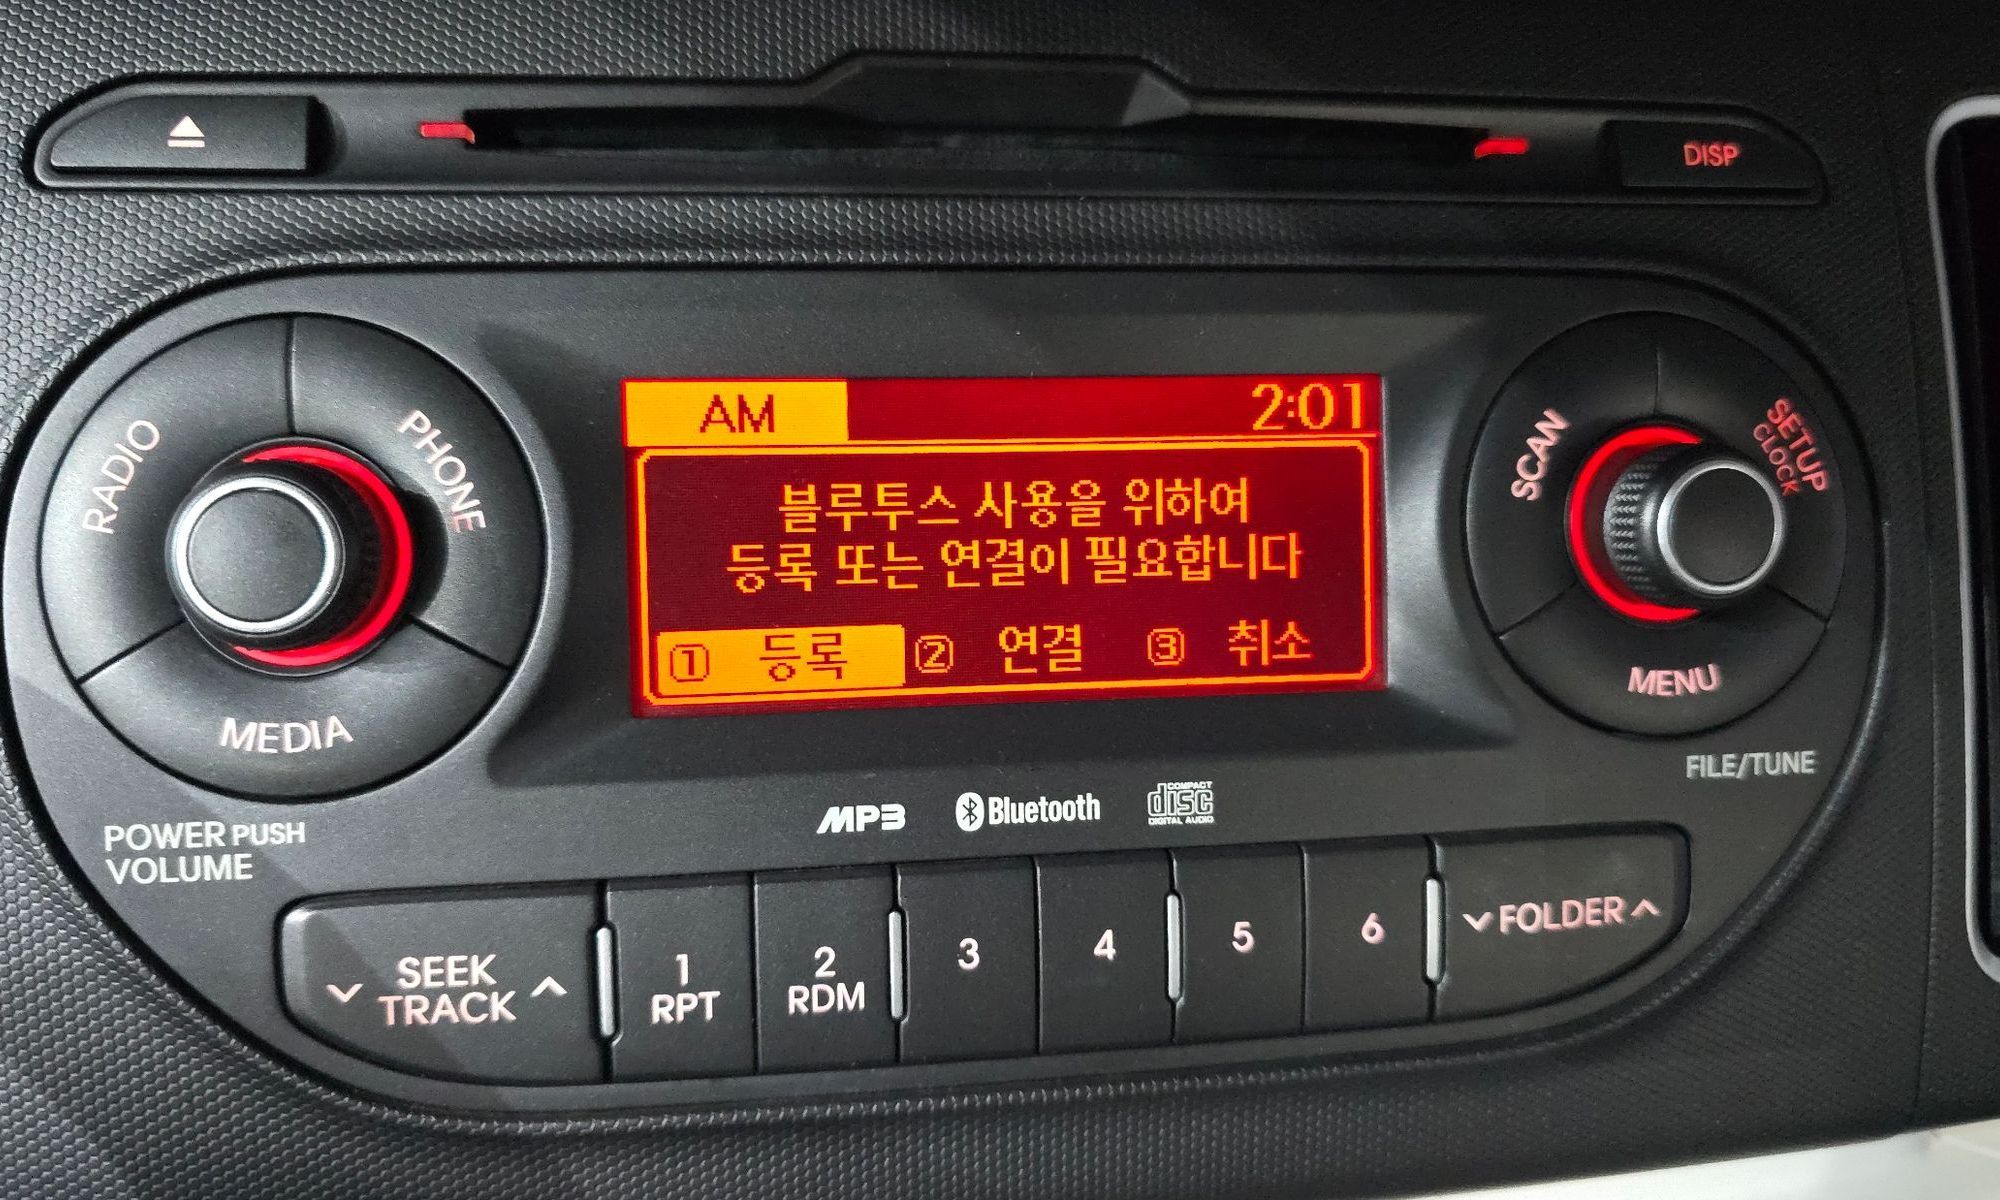 DISP
RADIO
PHONE
MEDIA
POWER PUSH
VOLUME
AM 2:01
블루투스 사용을 위하여
등록 또는 연결이 필요합니다
① 등록 ② 연결 ③ 취소
SCAN
SETUP
CLOCK
MENU
FILE/TUNE
MP3 Bluetooth COMPACT disc DIGITAL AUDIO
SEEK
TRACK
1
RPT
2
RDM
3
4
5
6
FOLDER